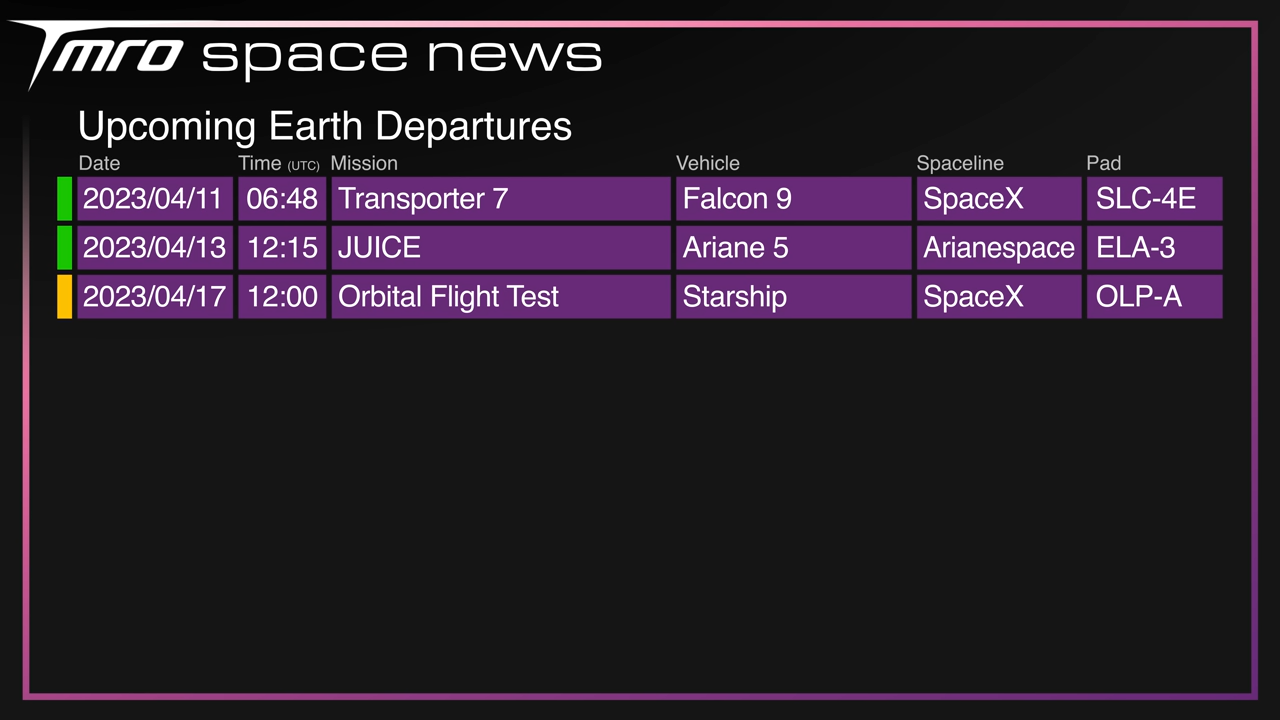 Tmro space news
Upcoming Earth Departures
Date Time (UTC) Mission Vehicle Spaceline Pad
2023/04/11 06:48 Transporter 7 Falcon 9 SpaceX SLC-4E
2023/04/13 12:15 JUICE Ariane 5 Arianespace ELA-3
2023/04/17 12:00 Orbital Flight Test Starship SpaceX OLP-A